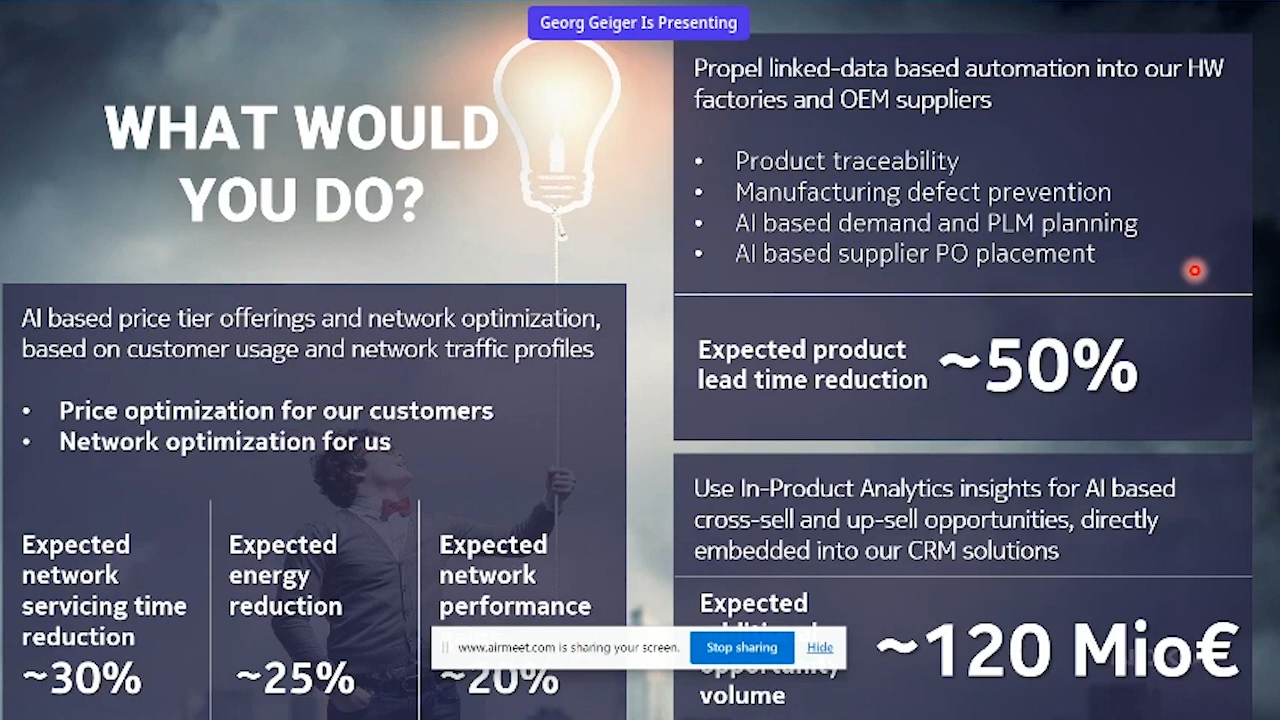 Georg Geiger Is Presenting
WHAT WOULD
YOU DO?
AI based price tier offerings and network optimization,
based on customer usage and network traffic profiles
• Price optimization for our customers
• Network optimization for us
Expected
network
servicing time
reduction
~30%
Expected
energy
reduction
~25%
Expected
network
performance
~20%
Propel linked-data based automation into our HW
factories and OEM suppliers
• Product traceability
• Manufacturing defect prevention
• AI based demand and PLM planning
• AI based supplier PO placement
Expected product
lead time reduction
~50%
Use In-Product Analytics insights for AI based
cross-sell and up-sell opportunities, directly
embedded into our CRM solutions
Expected
opportunity
volume
~120 Mio€
www.airmeet.com is sharing your screen.
Stop sharing
Hide